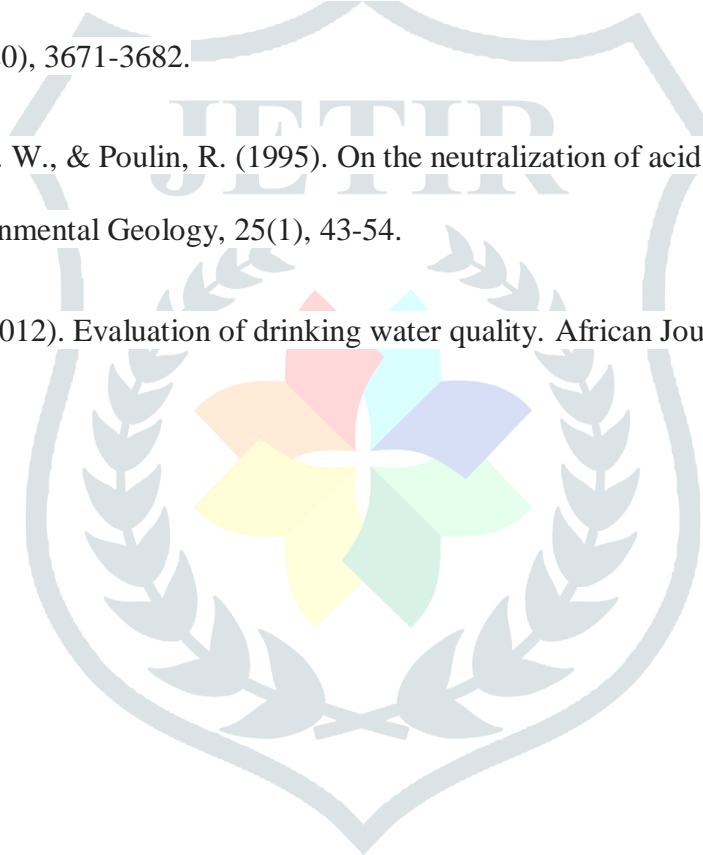 0), 3671-3682.
JETIR
. W., & Poulin, R. (1995). On the neutralization of acid
nmental Geology, 25(1), 43-54.
012). Evaluation of drinking water quality. African Jou